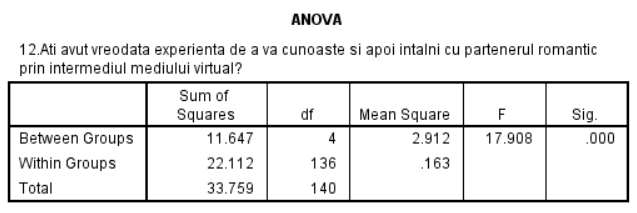 ANOVA
12.Ati avut vreodata experienta de a va cunoaste si apoi intalni cu partenerul romantic
prin intermediul mediului virtual?
Sum of Squares df Mean Square F Sig.
Between Groups 11.647 4 2.912 17.908 .000
Within Groups 22.112 136 .163
Total 33.759 140